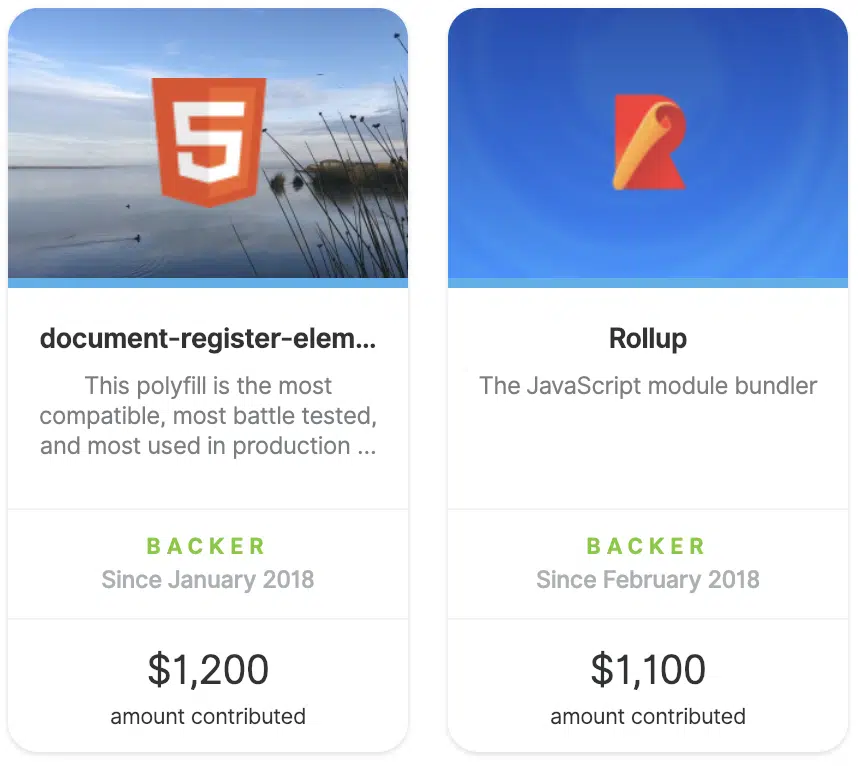 5
document-register-elem...
This polyfill is the most
compatible, most battle tested,
and most used in production ...
BACKER
Since January 2018
$1,200
amount contributed
R
Rollup
The JavaScript module bundler
BACKER
Since February 2018
$1,100
amount contributed